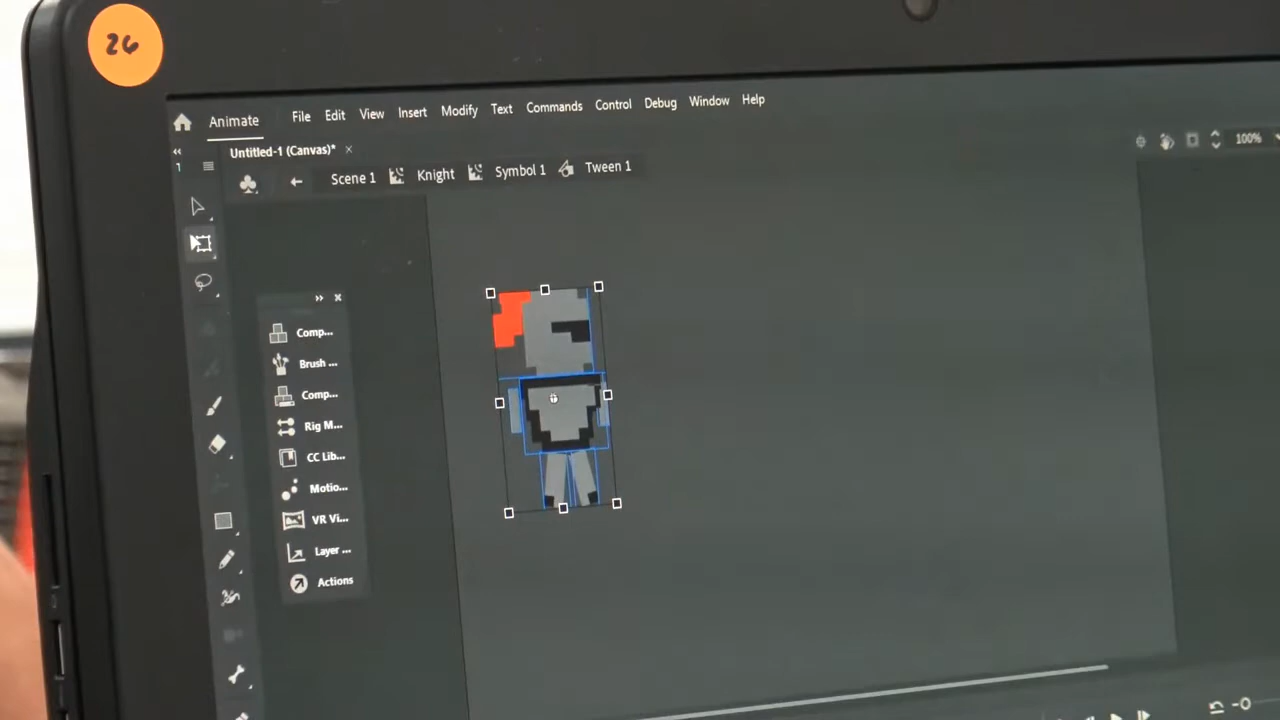 26
Animate File Edit View Insert Modify Text Commands Control Debug Window Help
Untitled-1 (Canvas)* ×
1
100%
Scene 1 Knight Symbol 1 Tween 1
Comp...
Brush ...
Comp...
Rig M...
CC Lib...
Motio...
VR Vi...
Layer ...
Actions